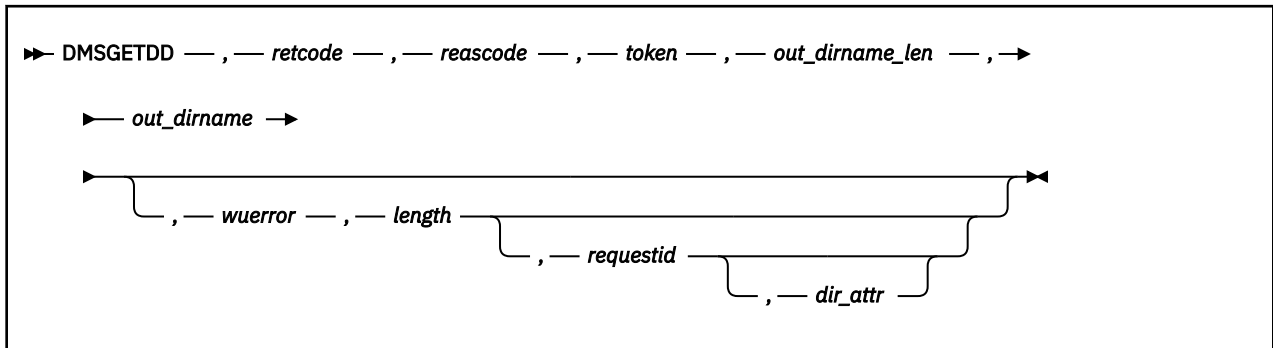 DMSGETDD , retcode , reascode , token , out_dirname_len ,
out_dirname
, wuerror , length
, requestid
, dir_attr